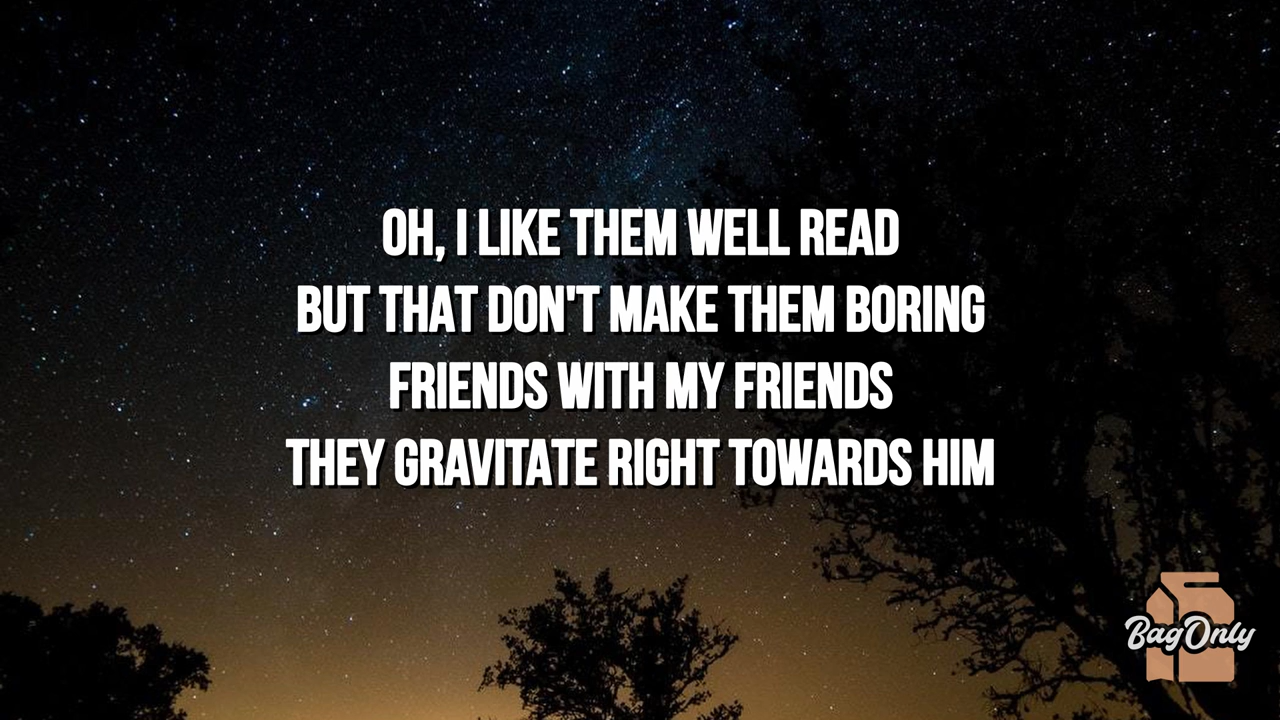 OH, I LIKE THEM WELL READ
BUT THAT DON'T MAKE THEM BORING
FRIENDS WITH MY FRIENDS
THEY GRAVITATE RIGHT TOWARDS HIM
BagOnly